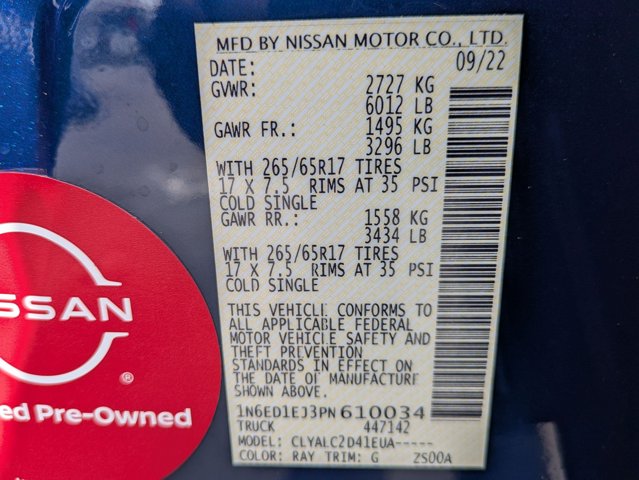 MFD BY NISSAN MOTOR CO., LTD.
DATE: 09/22
GVWR: 2727 KG
6012 LB
GAWR FR.: 1495 KG
3296 LB
WITH 265/65R17 TIRES
17 X 7.5 RIMS AT 35 PSI
COLD SINGLE
GAWR RR.: 1558 KG
3434 LB
WITH 265/65R17 TIRES
17 X 7.5 RIMS AT 35 PSI
COLD SINGLE
THIS VEHICLE CONFORMS TO
ALL APPLICABLE FEDERAL
MOTOR VEHICLE SAFETY AND
THEFT PREVENTION
STANDARDS IN EFFECT ON
THE DATE OF MANUFACTURE
SHOWN ABOVE.
1N6ED1EJ3PN610034
TRUCK 447142
MODEL: CLYALC2D41EUA-----
COLOR: RAY TRIM: G 2S00A
ISSAN
®
ed Pre-Owned